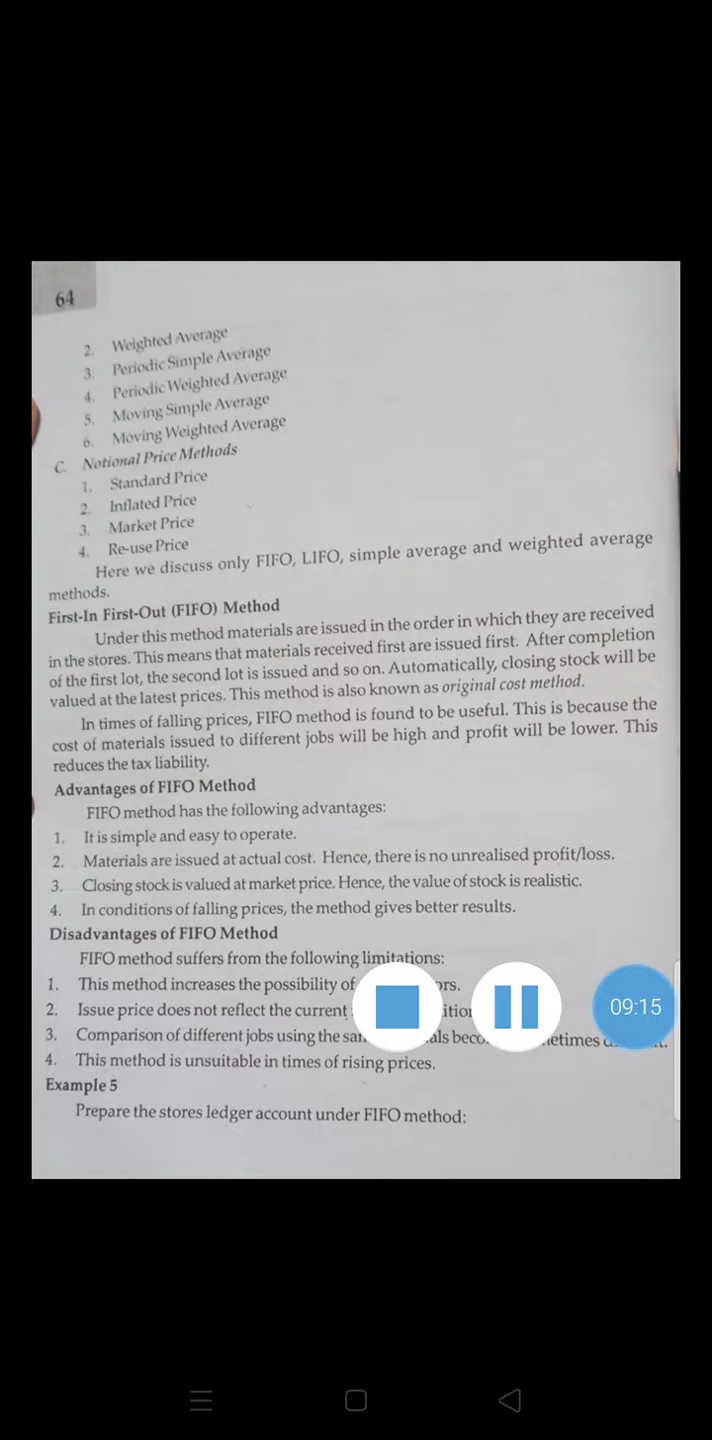 64
2. Weighted Average
3. Periodic Simple Average
4. Periodic Weighted Average
5. Moving Simple Average
6. Moving Weighted Average
C. Notional Price Methods
1. Standard Price
2. Inflated Price
3. Market Price
4. Re-use Price
Here we discuss only FIFO, LIFO, simple average and weighted average
methods.
First-In First-Out (FIFO) Method
Under this method materials are issued in the order in which they are received
in the stores. This means that materials received first are issued first. After completion
of the first lot, the second lot is issued and so on. Automatically, closing stock will be
valued at the latest prices. This method is also known as original cost method.
In times of falling prices, FIFO method is found to be useful. This is because the
cost of materials issued to different jobs will be high and profit will be lower. This
reduces the tax liability.
Advantages of FIFO Method
FIFO method has the following advantages:
1. It is simple and easy to operate.
2. Materials are issued at actual cost. Hence, there is no unrealised profit/loss.
3. Closing stock is valued at market price. Hence, the value of stock is realistic.
4. In conditions of falling prices, the method gives better results.
Disadvantages of FIFO Method
FIFO method suffers from the following limitations:
1. This method increases the possibility of
2. Issue price does not reflect the current
09:15
3. Comparison of different jobs using the
4. This method is unsuitable in times of rising prices.
Example 5
Prepare the stores ledger account under FIFO method: